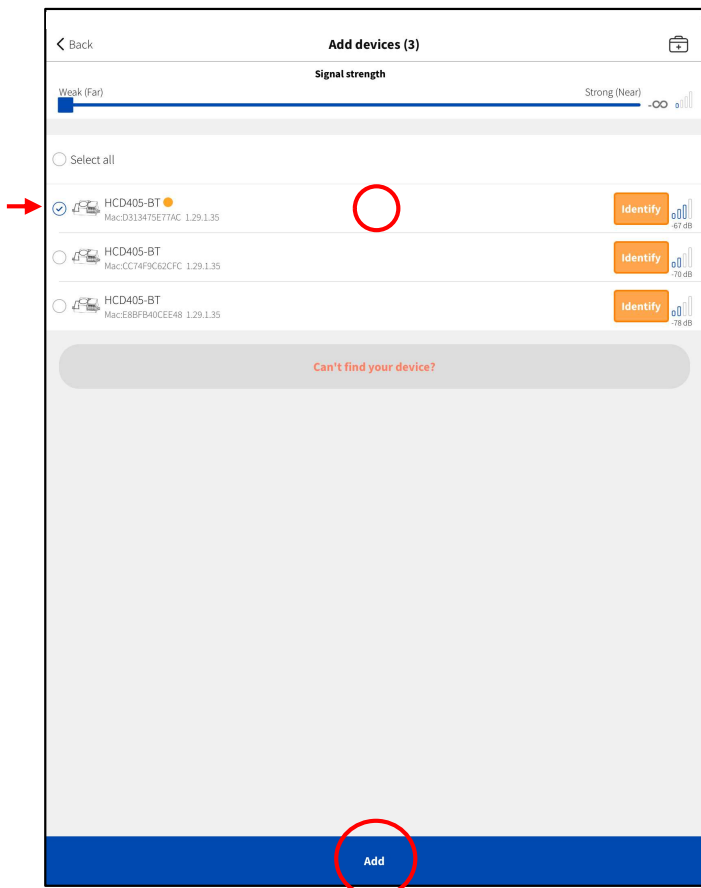 Back
Add devices (3)
Signal strength
Weak (Far)
Strong (Near)
-∞
Select all
HCD405-BT
Mac:D313475E77AC 1.29.1.35
Identify
-67 dB
HCD405-BT
Mac:CC74F9C62CFC 1.29.1.35
Identify
-70 dB
HCD405-BT
Mac:E8BFB40CEE48 1.29.1.35
Identify
-78 dB
Can't find your device?
Add